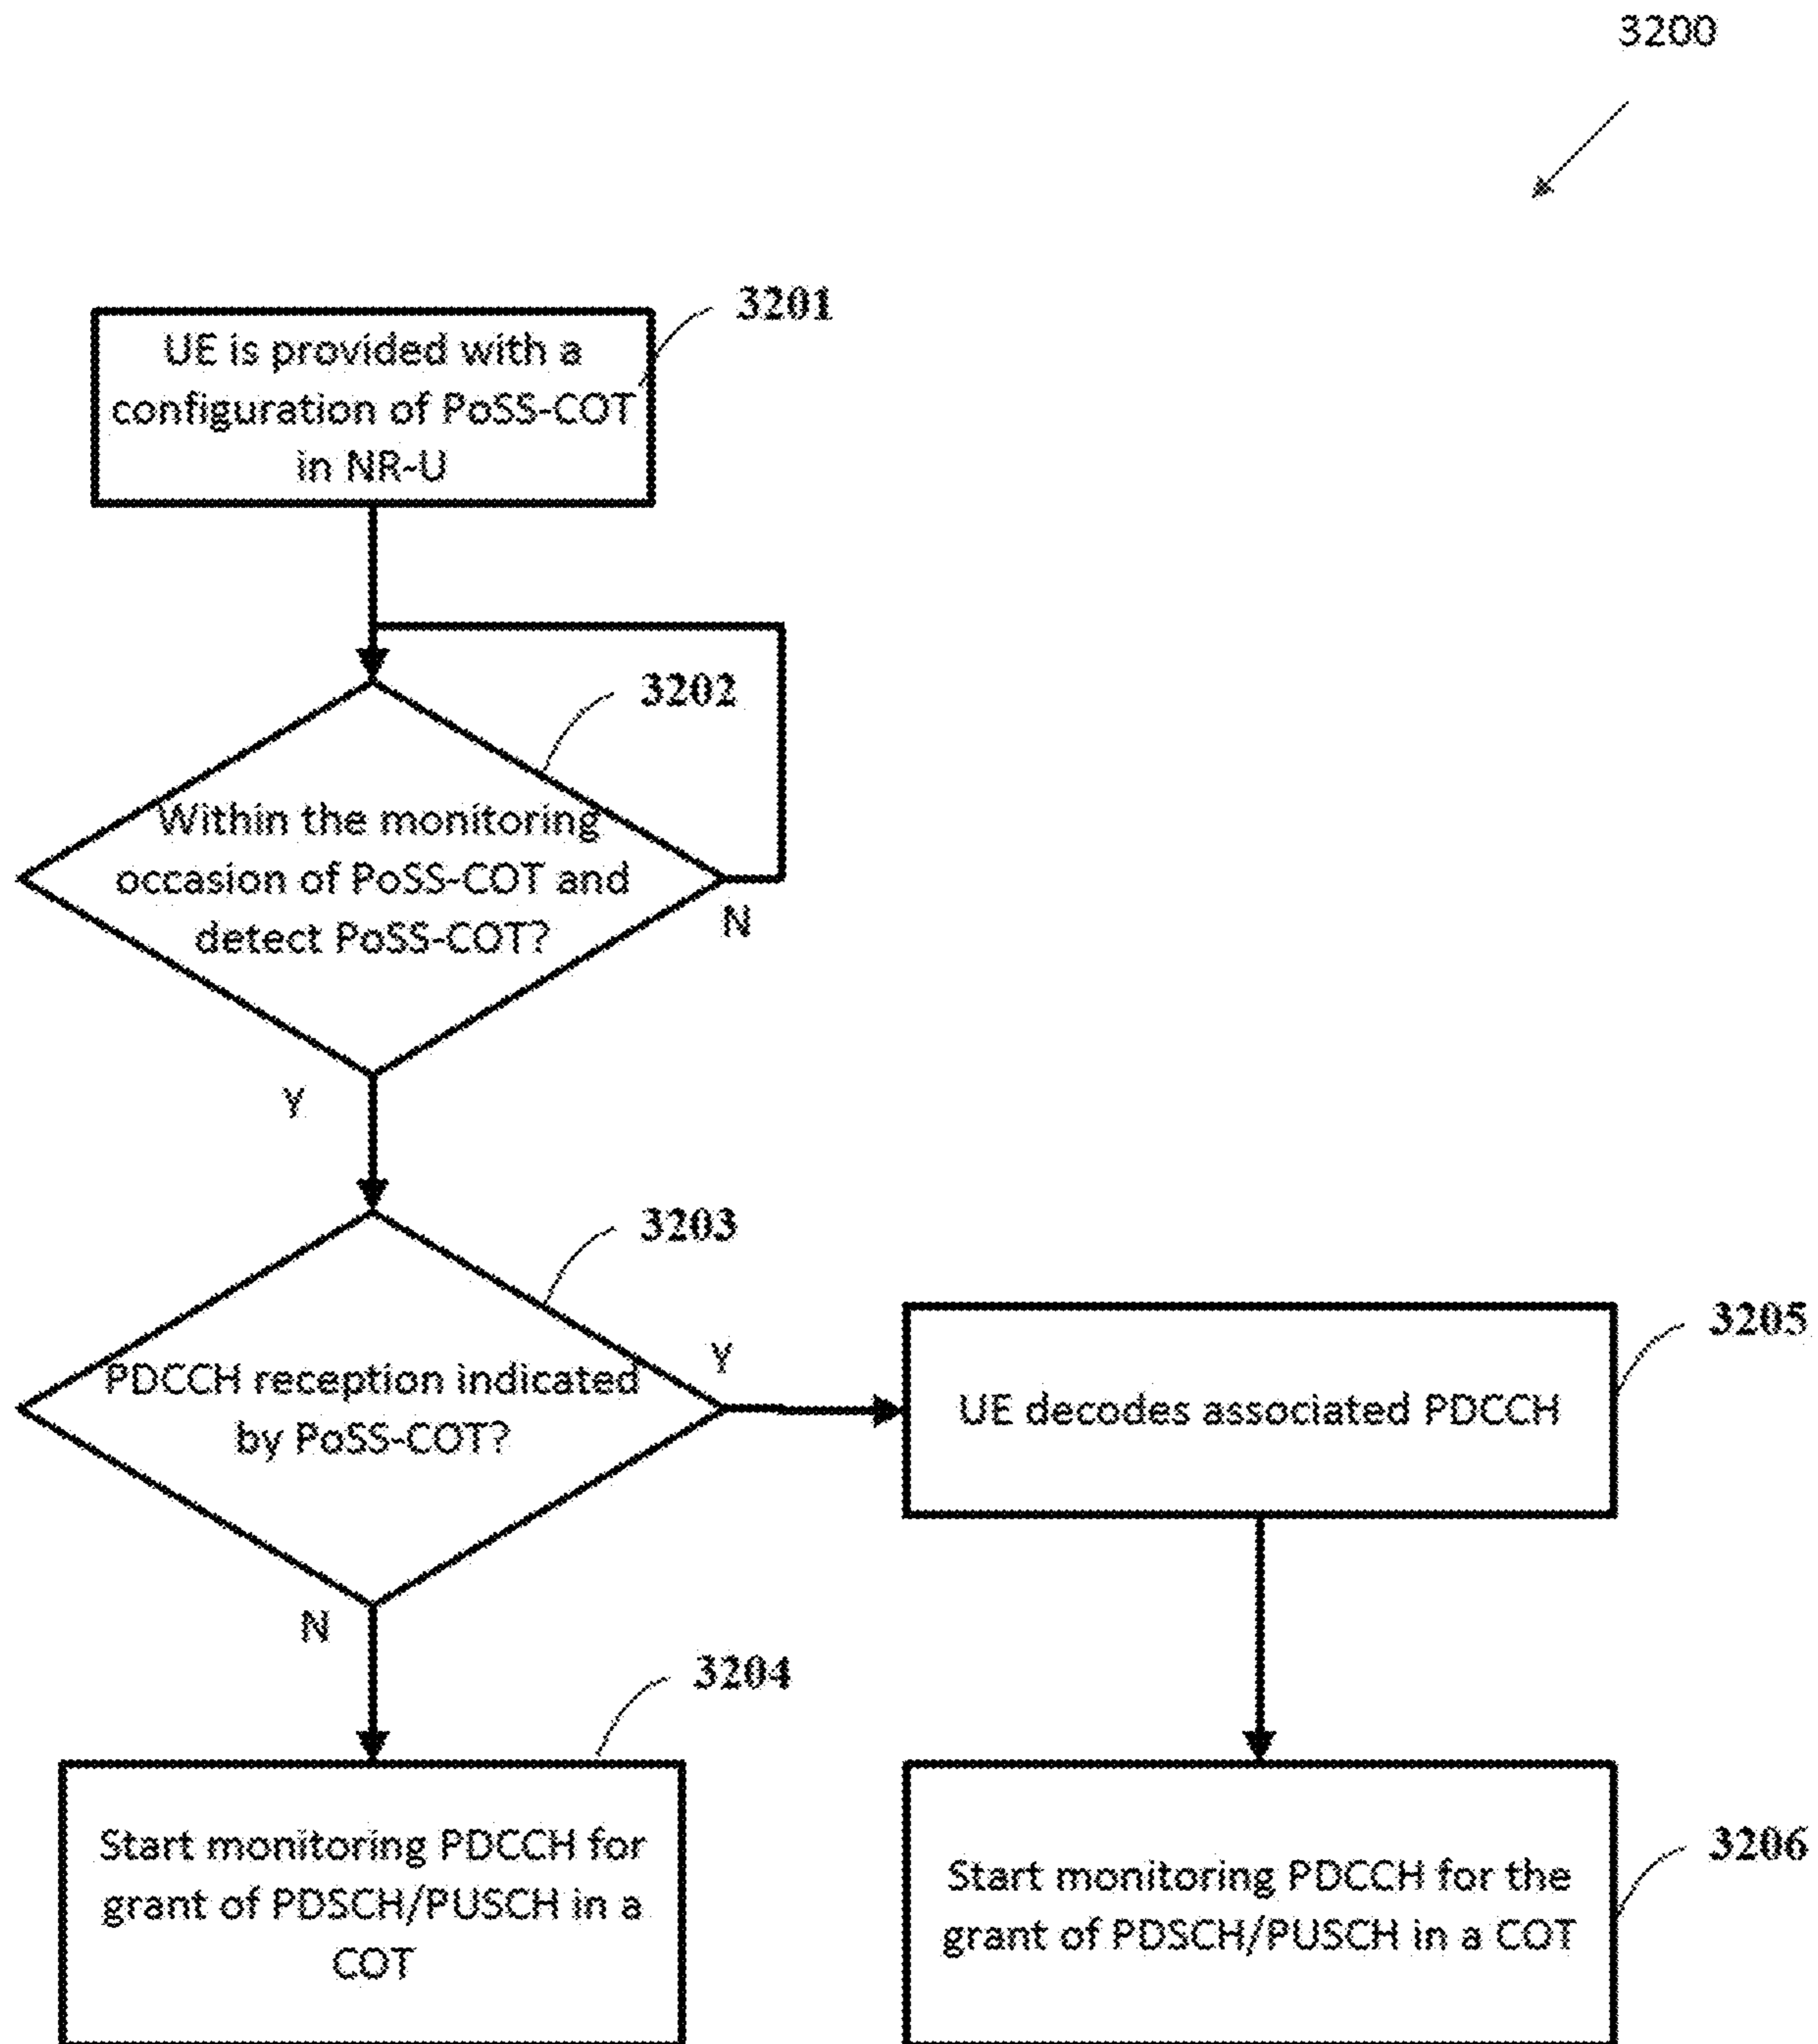 3200
3201
UE is provided with a
configuration of PoSS-COT
in NR-U
3202
Within the monitoring
occasion of PoSS-COT and
detect PoSS-COT?
N
Y
3203
PDCCH reception indicated
by PoSS-COT?
Y
3205
UE decodes associated PDCCH
N
3204
Start monitoring PDCCH for
grant of PDSCH/PUSCH in a
COT
3206
Start monitoring PDCCH for the
grant of PDSCH/PUSCH in a COT